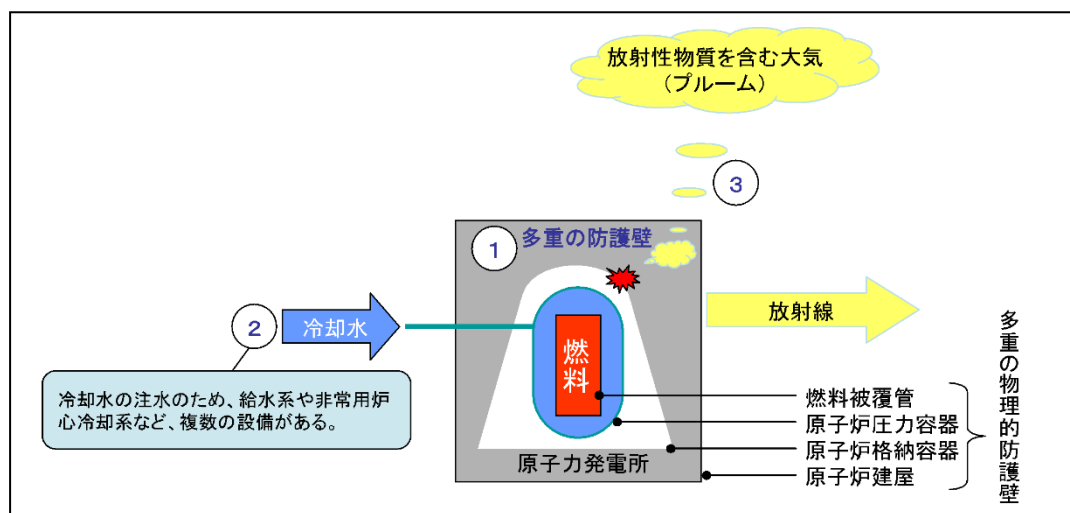 放射性物質を含む大気
（プルーム）
③
①
多重の防護壁
②
冷却水
放射線
燃料
冷却水の注水のため、給水系や非常用炉
心冷却系など、複数の設備がある。
原子力発電所
燃料被覆管
原子炉圧力容器
原子炉格納容器
原子炉建屋
多重の物理的防護壁